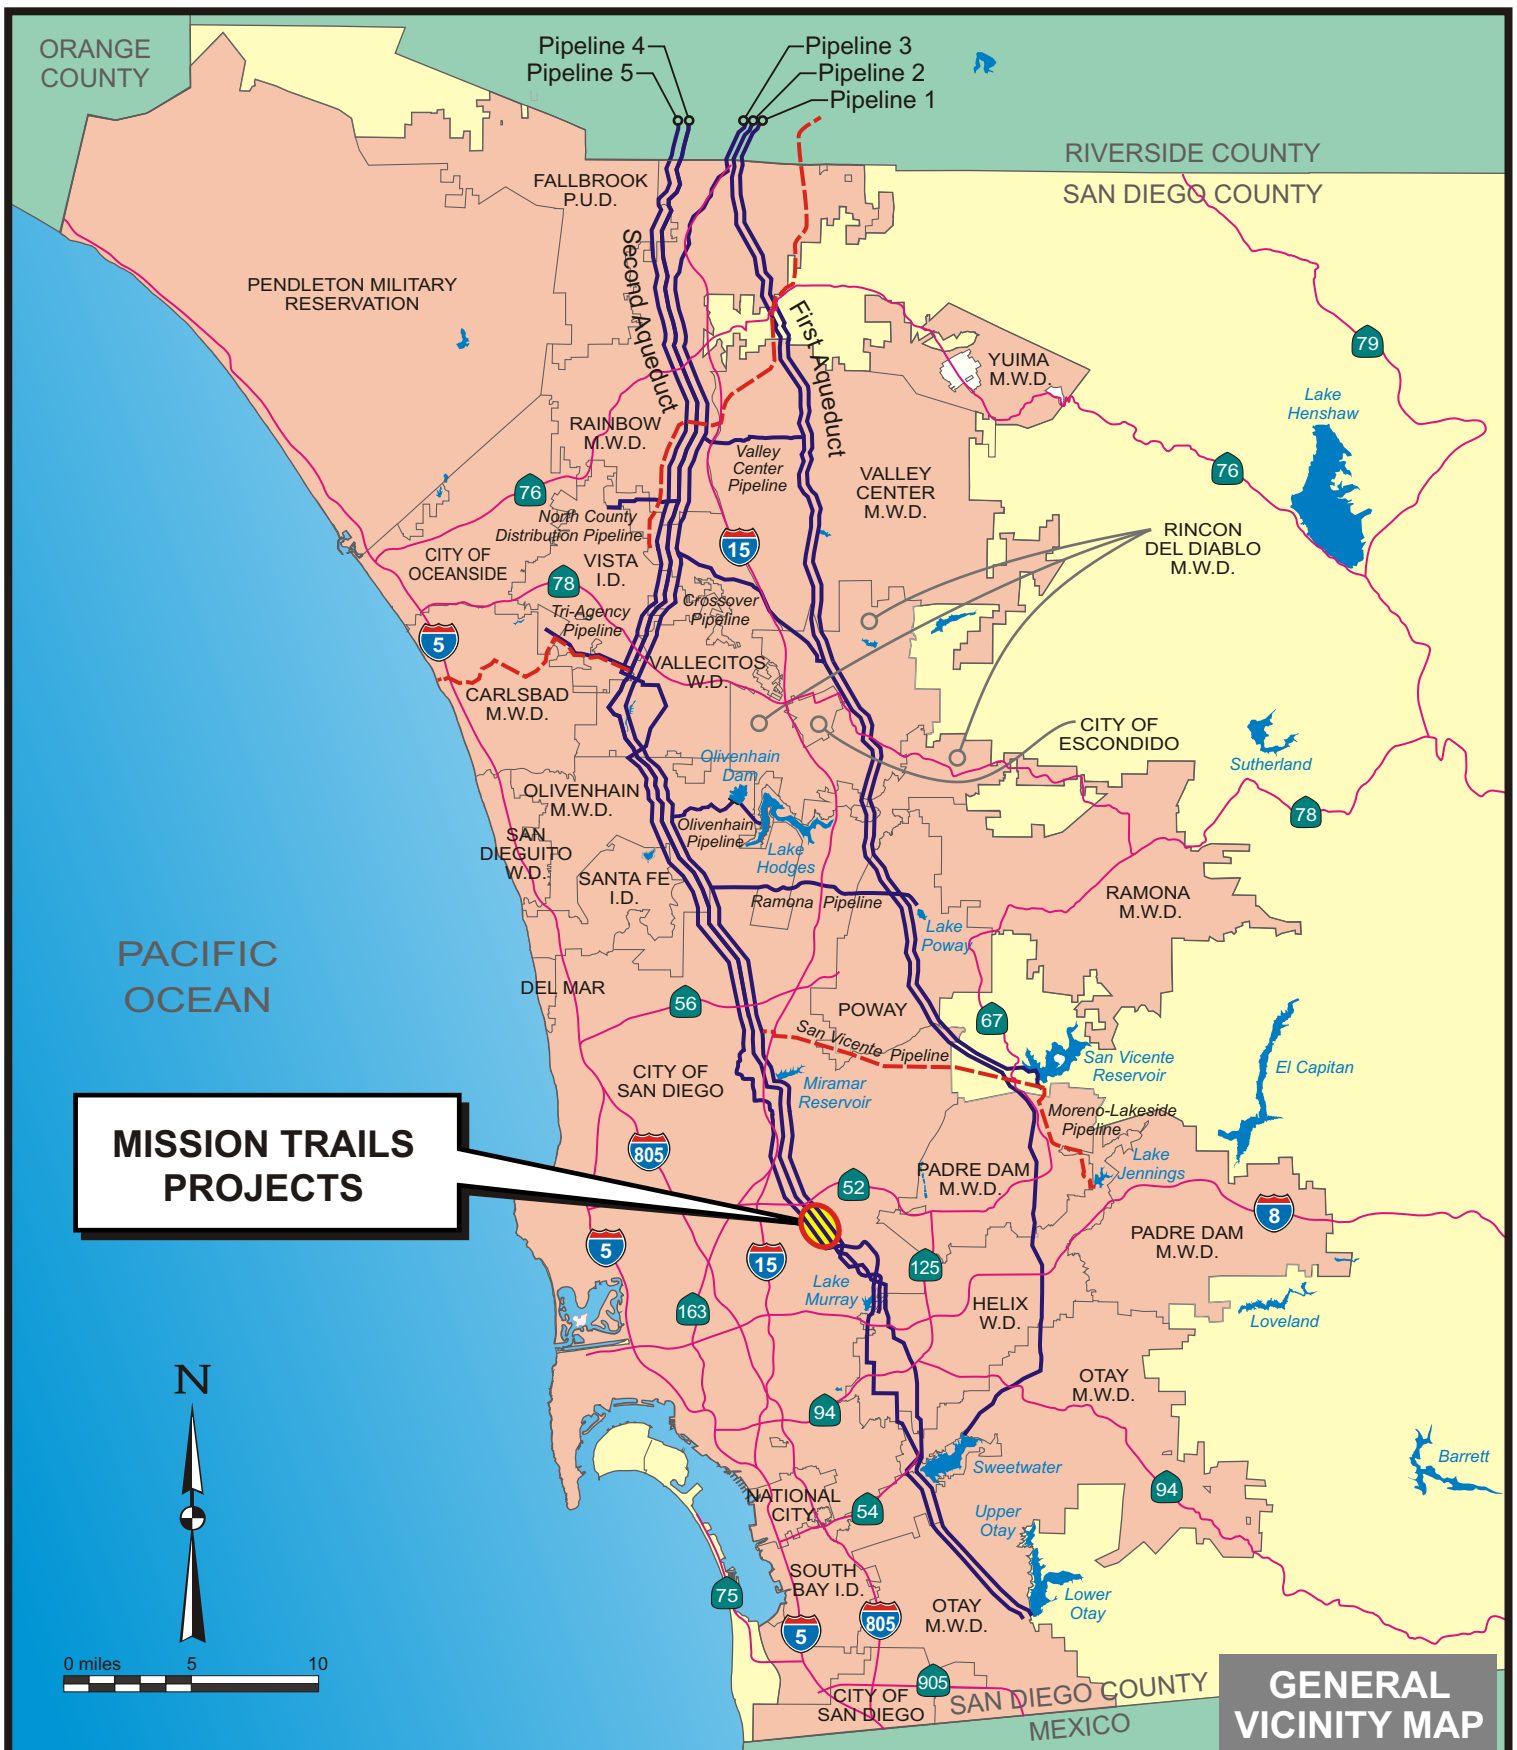 ORANGE
COUNTY
Pipeline 4
Pipeline 5
Pipeline 3
Pipeline 2
Pipeline 1
RIVERSIDE COUNTY
SAN DIEGO COUNTY
FALLBROOK
P.U.D.
PENDLETON MILITARY
RESERVATION
Second Aqueduct
First Aqueduct
YUIMA
M.W.D.
79
Lake
Henshaw
RAINBOW
M.W.D.
Valley
Center
Pipeline
VALLEY
CENTER
M.W.D.
76
76
North County
Distribution Pipeline
15
RINCON
DEL DIABLO
M.W.D.
CITY OF
OCEANSIDE
VISTA
I.D.
78
Crossover
Pipeline
Tri-Agency
Pipeline
5
VALLECITOS
W.D.
CARLSBAD
M.W.D.
CITY OF
ESCONDIDO
Olivenhain
Dam
Sutherland
78
OLIVENHAIN
M.W.D.
Olivenhain
Pipeline
Lake
Hodges
SAN
DIEGUITO
W.D.
SANTA FE
I.D.
Ramona Pipeline
RAMONA
M.W.D.
Lake
Poway
PACIFIC
OCEAN
DEL MAR
56
POWAY
67
San Vicente Pipeline
San Vicente
Reservoir
El Capitan
CITY OF
SAN DIEGO
Miramar
Reservoir
Moreno-Lakeside
Pipeline
MISSION TRAILS
PROJECTS
805
Lake
Jennings
PADRE DAM
M.W.D.
52
8
PADRE DAM
M.W.D.
5
15
125
Lake
Murray
163
HELIX
W.D.
Loveland
N
OTAY
M.W.D.
94
Barrett
Sweetwater
94
NATIONAL
CITY
54
Upper
Otay
SOUTH
BAY I.D.
75
Lower
Otay
OTAY
M.W.D.
805
5
0 miles 5 10
905
CITY OF
SAN DIEGO
SAN DIEGO COUNTY
MEXICO
GENERAL
VICINITY MAP